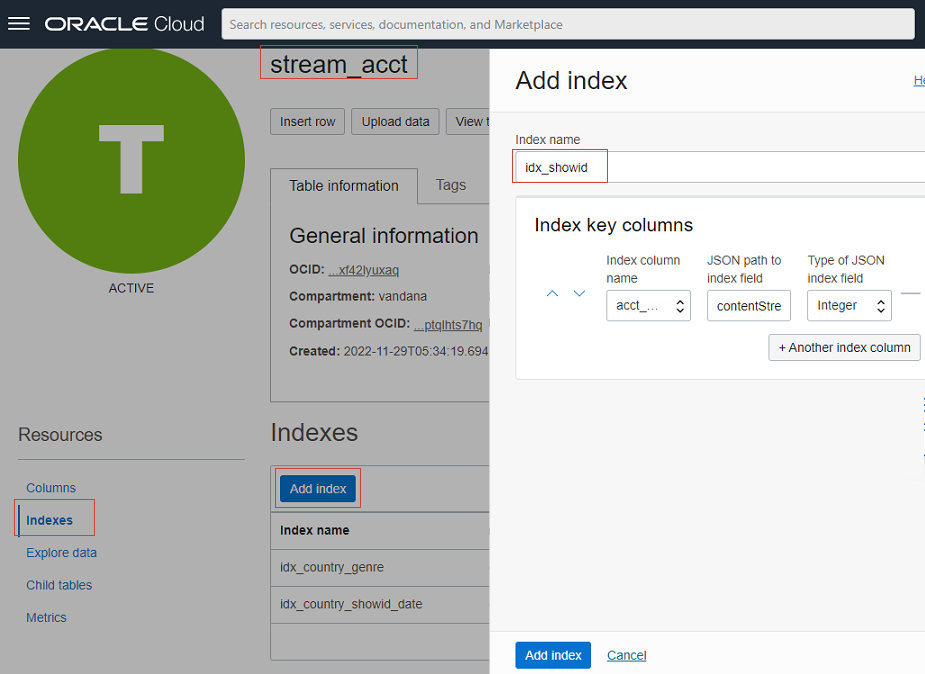 ORACLE Cloud
Search resources, services, documentation, and Marketplace
T
ACTIVE
stream_acct
Insert row
Upload data
View
Table information
Tags
General information
OCID: ...xf42lyuxaq
Compartment: vandana
Compartment OCID: ...ptqlhts7hq
Created: 2022-11-29T05:34:19.694
Resources
Columns
Indexes
Explore data
Child tables
Metrics
Indexes
Add index
Index name
idx_country_genre
idx_country_showid_date
Add index
He
Index name
idx_showid
Index key columns
Index column
name
JSON path to
index field
Type of JSON
index field
acct_...
contentStre
Integer
+ Another index column
Add index
Cancel